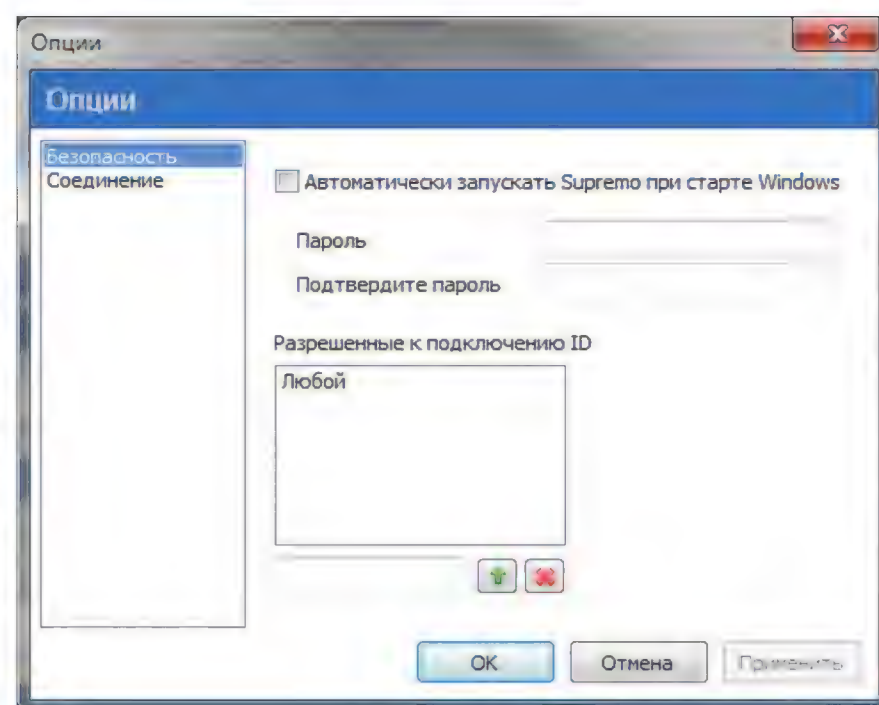 Опции
Опции
Безопасность
Соединение
Автоматически запускать Supremo при старте Windows
Пароль
Подтвердите пароль
Разрешенные к подключению ID
Любой
OK
Отмена
Применить